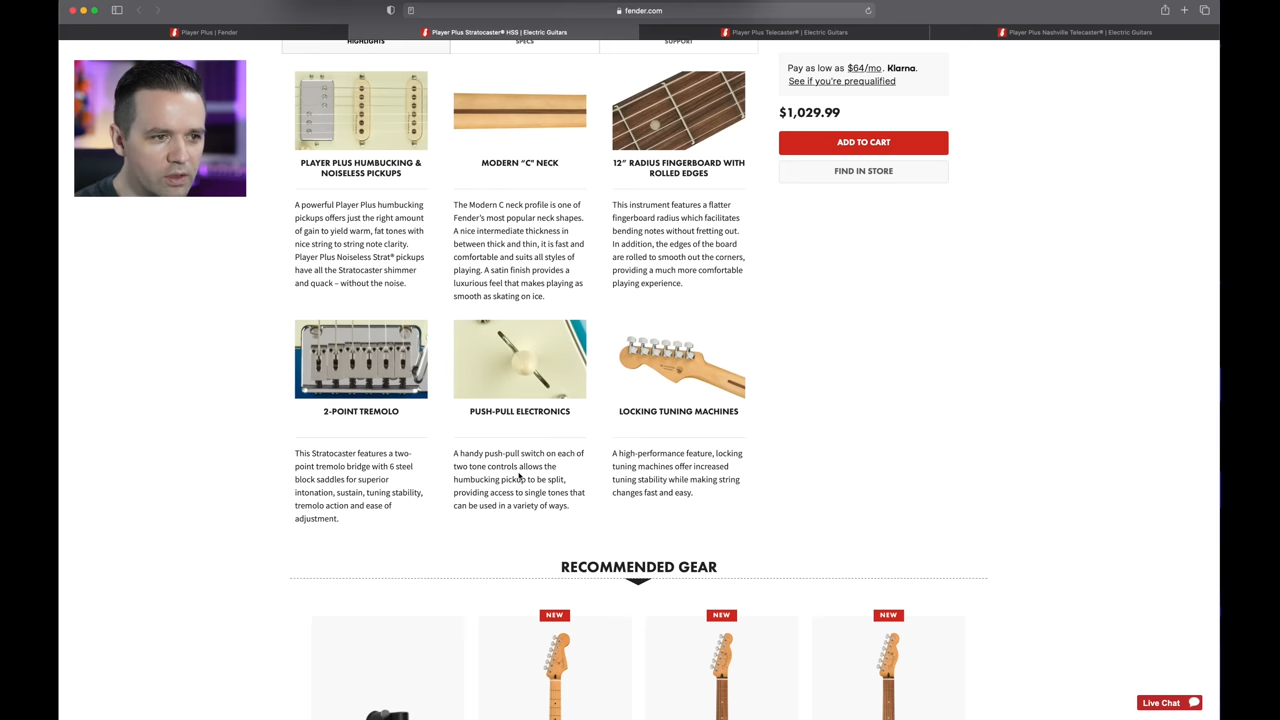 fender.com
Player Plus | Fender
Player Plus Stratocaster® HSS | Electric Guitars
Player Plus Telecaster® | Electric Guitars
Player Plus Nashville Telecaster® | Electric Guitars
HIGHLIGHTS
SPECS
SUPPORT
Pay as low as $64/mo. Klarna.
See if you're prequalified
$1,029.99
ADD TO CART
FIND IN STORE
PLAYER PLUS HUMBUCKING &
NOISELESS PICKUPS
A powerful Player Plus humbucking
pickups offers just the right amount
of gain to yield warm, fat tones with
nice string to string note clarity.
Player Plus Noiseless Strat® pickups
have all the Stratocaster shimmer
and quack – without the noise.
MODERN “C" NECK
The Modern C neck profile is one of
Fender’s most popular neck shapes.
A nice intermediate thickness in
between thick and thin, it is fast and
comfortable and suits all styles of
playing. A satin finish provides a
luxurious feel that makes playing as
smooth as skating on ice.
12” RADIUS FINGERBOARD WITH
ROLLED EDGES
This instrument features a flatter
fingerboard radius which facilitates
bending notes without fretting out.
In addition, the edges of the board
are rolled to smooth out the corners,
providing a much more comfortable
playing experience.
2-POINT TREMOLO
This Stratocaster features a two-
point tremolo bridge with 6 steel
block saddles for superior
intonation, sustain, tuning stability,
tremolo action and ease of
adjustment.
PUSH-PULL ELECTRONICS
A handy push-pull switch on each of
two tone controls allows the
humbucking pickup to be split,
providing access to single tones that
can be used in a variety of ways.
LOCKING TUNING MACHINES
A high-performance feature, locking
tuning machines offer increased
tuning stability while making string
changes fast and easy.
RECOMMENDED GEAR
NEW
NEW
NEW
Live Chat